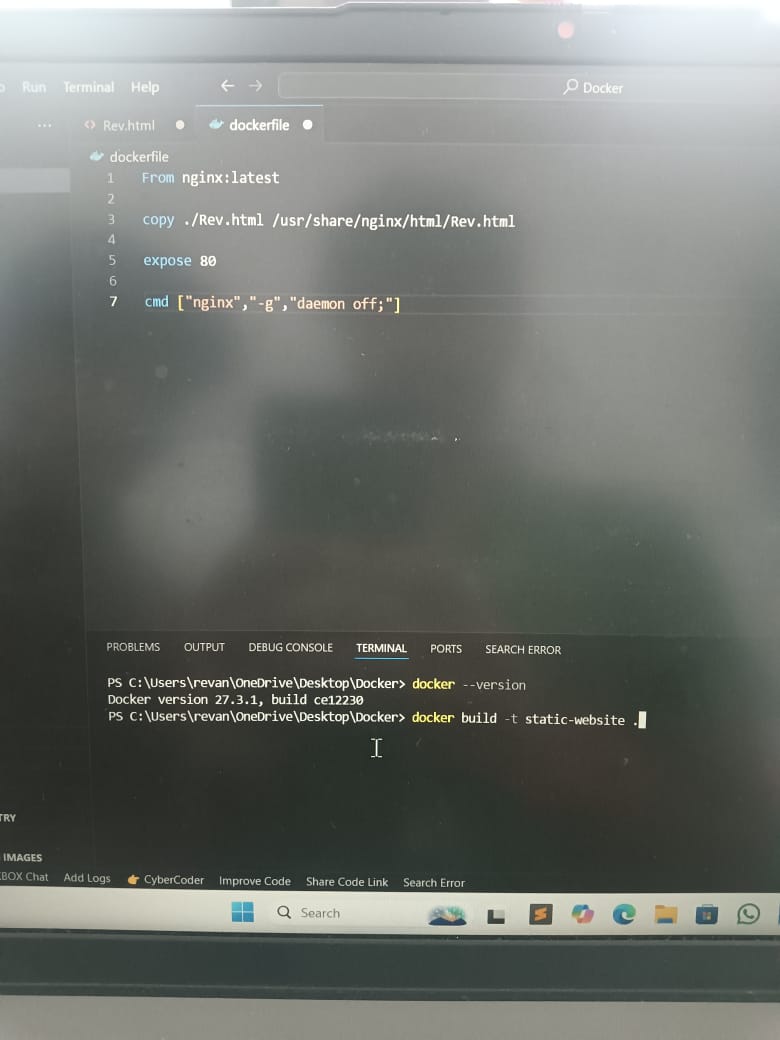 Run Terminal Help ← → Docker
... <> Rev.html dockerfile
dockerfile
1 From nginx:latest
2
3 copy ./Rev.html /usr/share/nginx/html/Rev.html
4
5 expose 80
6
7 cmd ["nginx","-g","daemon off;"]
PROBLEMS OUTPUT DEBUG CONSOLE TERMINAL PORTS SEARCH ERROR
PS C:\Users\revan\OneDrive\Desktop\Docker> docker --version
Docker version 27.3.1, build ce12230
PS C:\Users\revan\OneDrive\Desktop\Docker> docker build -t static-website .
TRY
IMAGES
BOX Chat Add Logs 👉 CyberCoder Improve Code Share Code Link Search Error
Search